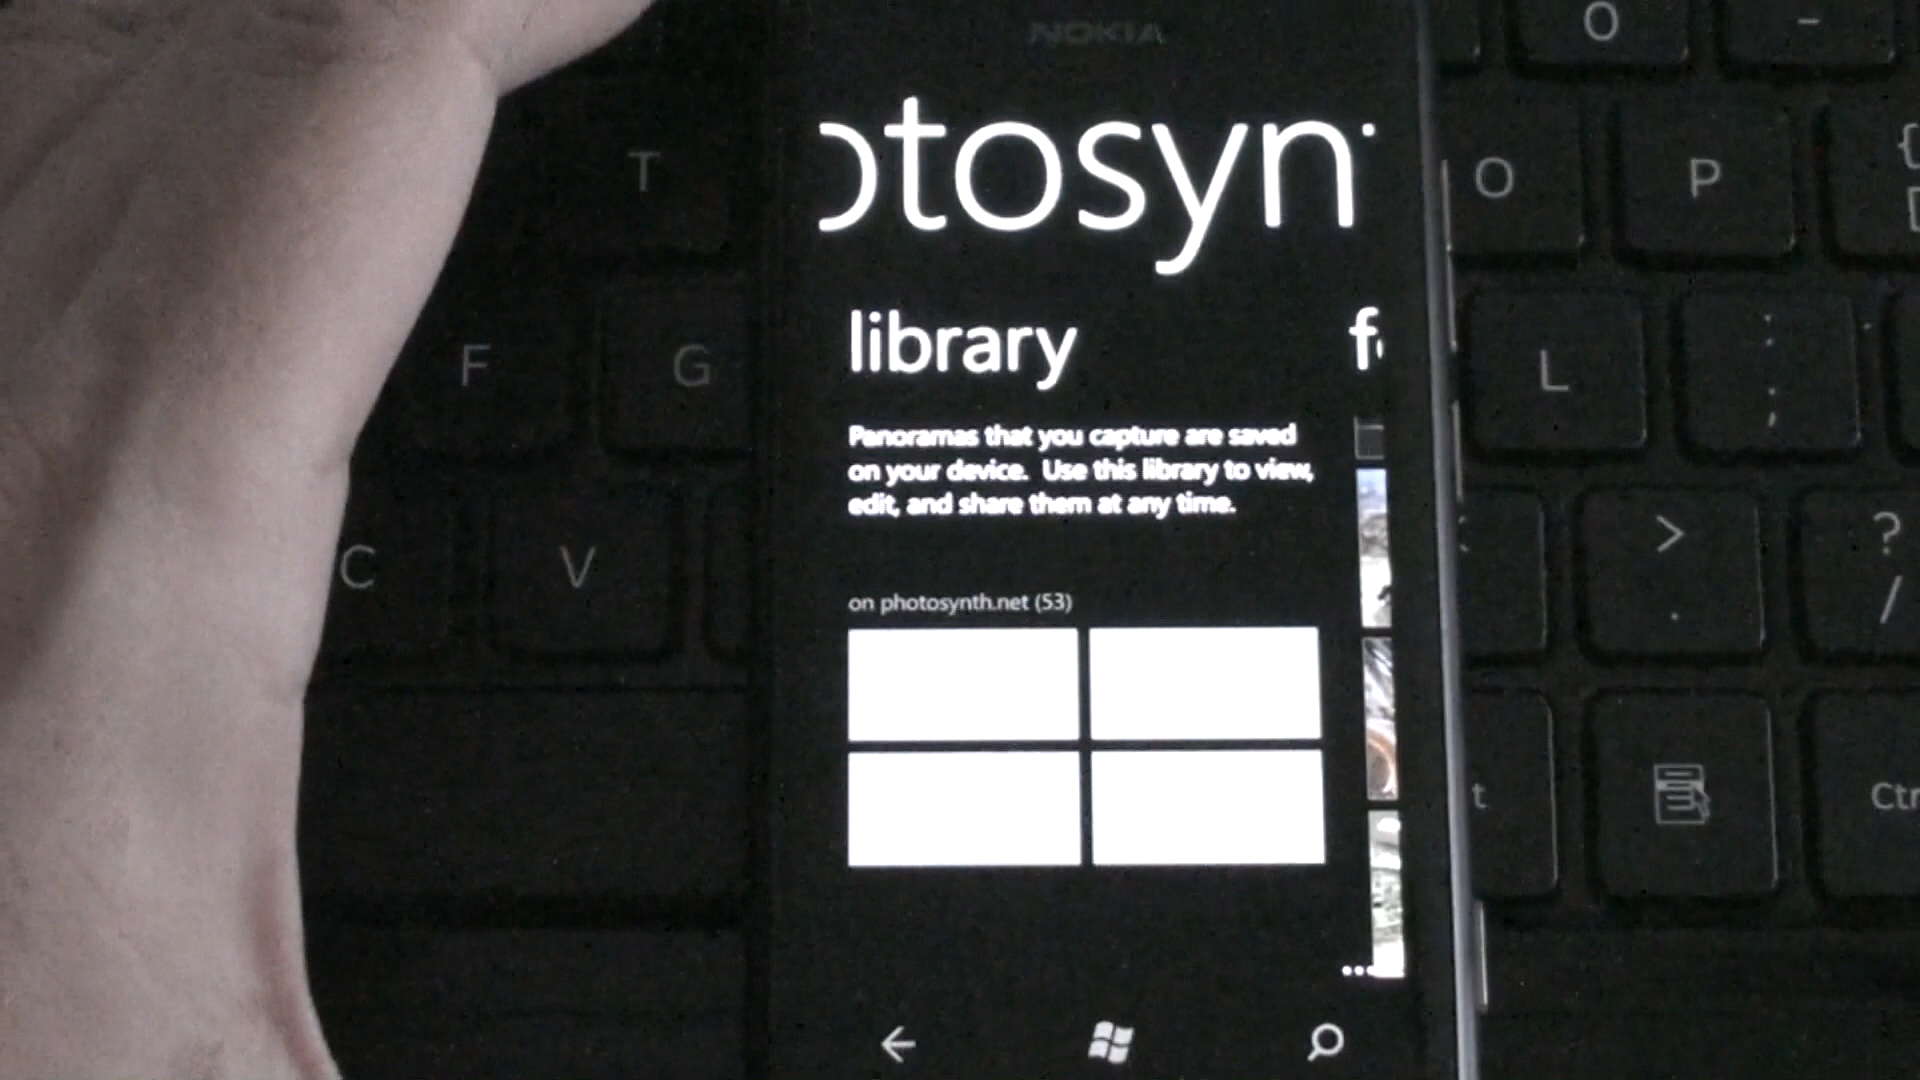 NOKIA
otosyn
library
f
Panoramas that you capture are saved
on your device. Use this library to view,
edit, and share them at any time.
on photosynth.net (53)
...
T
F
G
C
V
O
-
O
P
{
[
L
:
;
>
.
?
/
t
Ctr